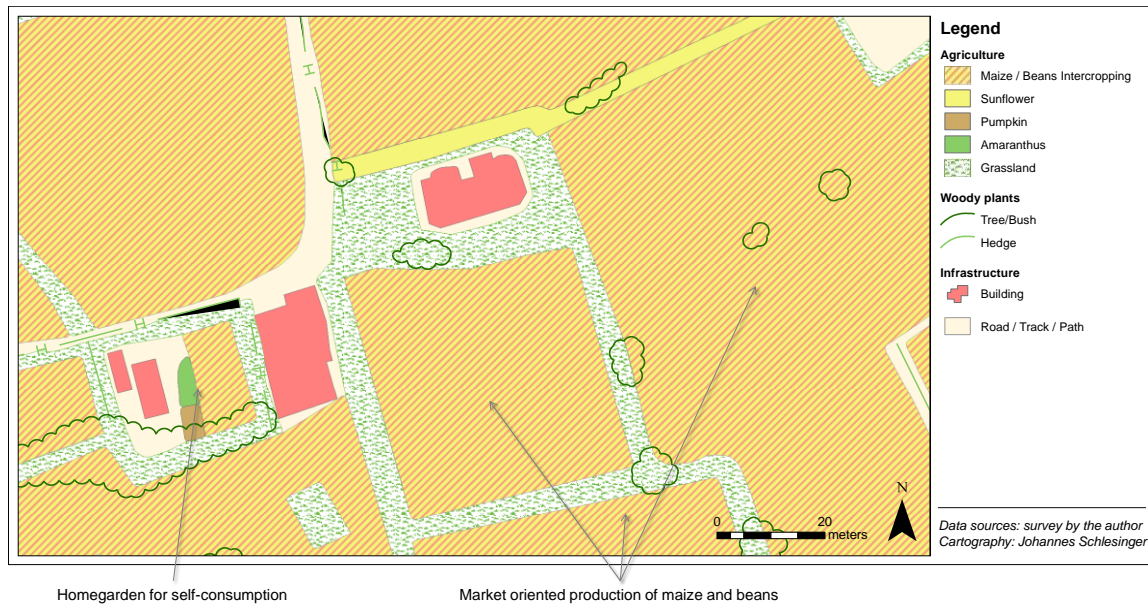 Legend
Agriculture
Maize / Beans Intercropping
Sunflower
Pumpkin
Amaranthus
Grassland
Woody plants
Tree/Bush
Hedge
Infrastructure
Building
Road / Track / Path
N
0 20
meters
Data sources: survey by the author
Cartography: Johannes Schlesinger
Homegarden for self-consumption
Market oriented production of maize and beans